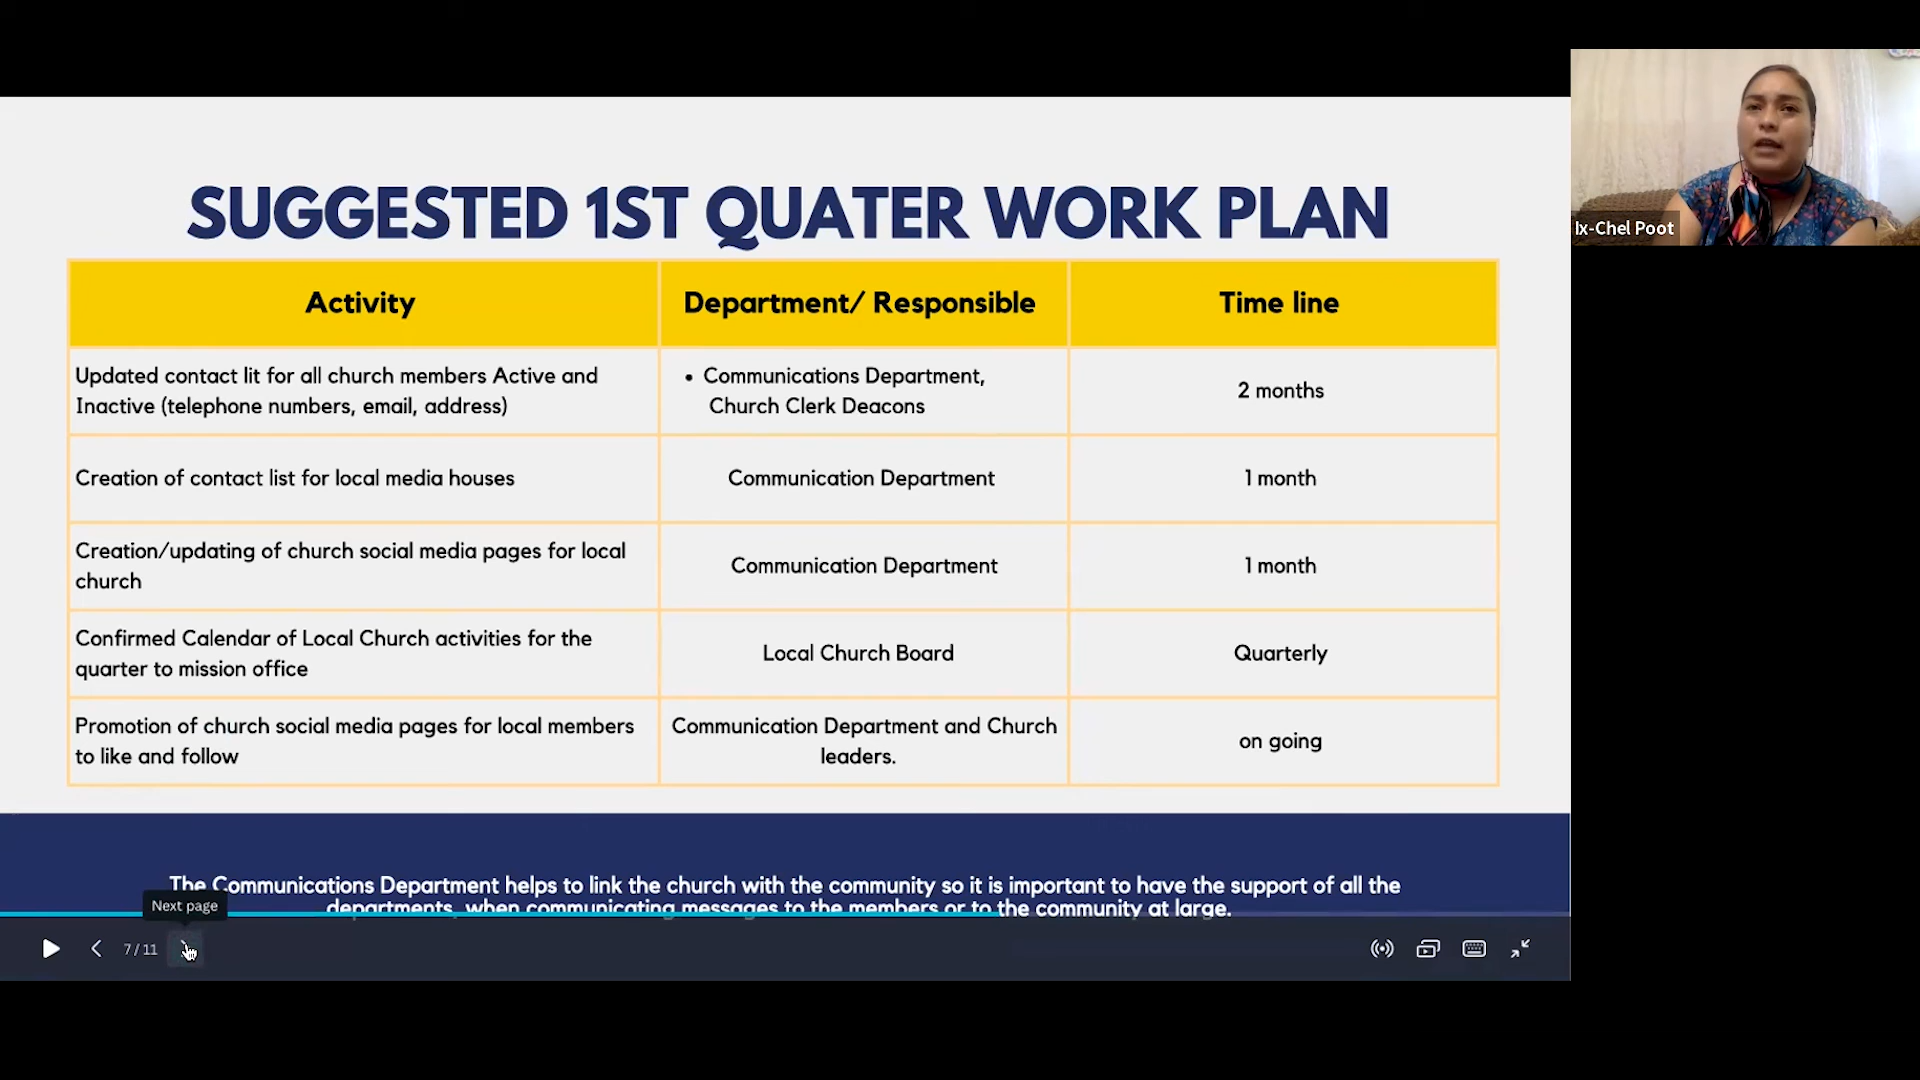 SUGGESTED 1ST QUATER WORK PLAN
Activity
Department/ Responsible
Time line
Updated contact lit for all church members Active and
Inactive (telephone numbers, email, address)
• Communications Department,
Church Clerk Deacons
2 months
Creation of contact list for local media houses
Communication Department
1 month
Creation/updating of church social media pages for local
church
Communication Department
1 month
Confirmed Calendar of Local Church activities for the
quarter to mission office
Local Church Board
Quarterly
Promotion of church social media pages for local members
to like and follow
Communication Department and Church
leaders.
on going
The Communications Department helps to link the church with the community so it is important to have the support of all the
departments, when communicating messages to the members or to the community at large.
Next page
7 / 11
Ix-Chel Poot